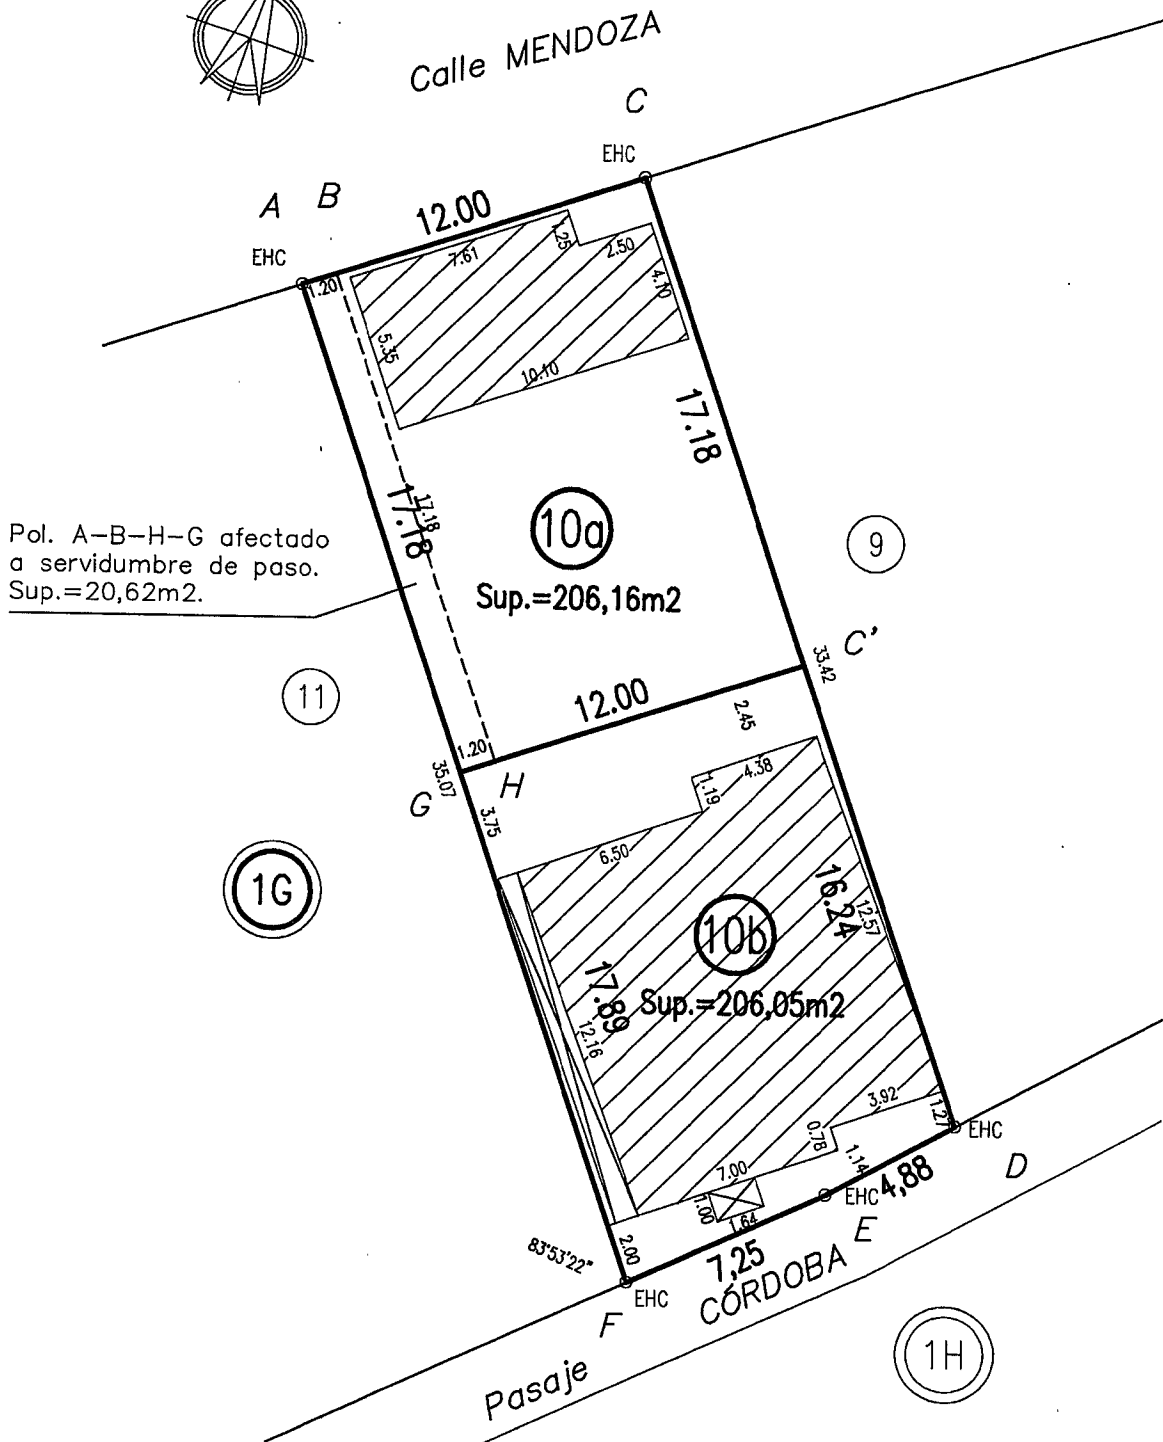 Calle MENDOZA
C
EHC
A B
12.00
EHC
1.20
7.61
1.25
2.50
4.10
5.35
10.10
17.18
17.18
17.18
10a
Sup.=206,16m2
9
Pol. A-B-H-G afectado
a servidumbre de paso.
Sup.=20,62m2.
C'
33.42
11
12.00
2.45
1.20
35.07
G
H
3.75
4.38
1.19
6.50
1G
16.24
12.57
10b
17.89
Sup.=206,05m2
12.16
3.92
1.27
0.78
EHC
1.14
D
7.00
4,88
1.00
EHC
1.64
E
83°53'22"
2.00
7,25
EHC
CÓRDOBA
F
1H
Pasaje